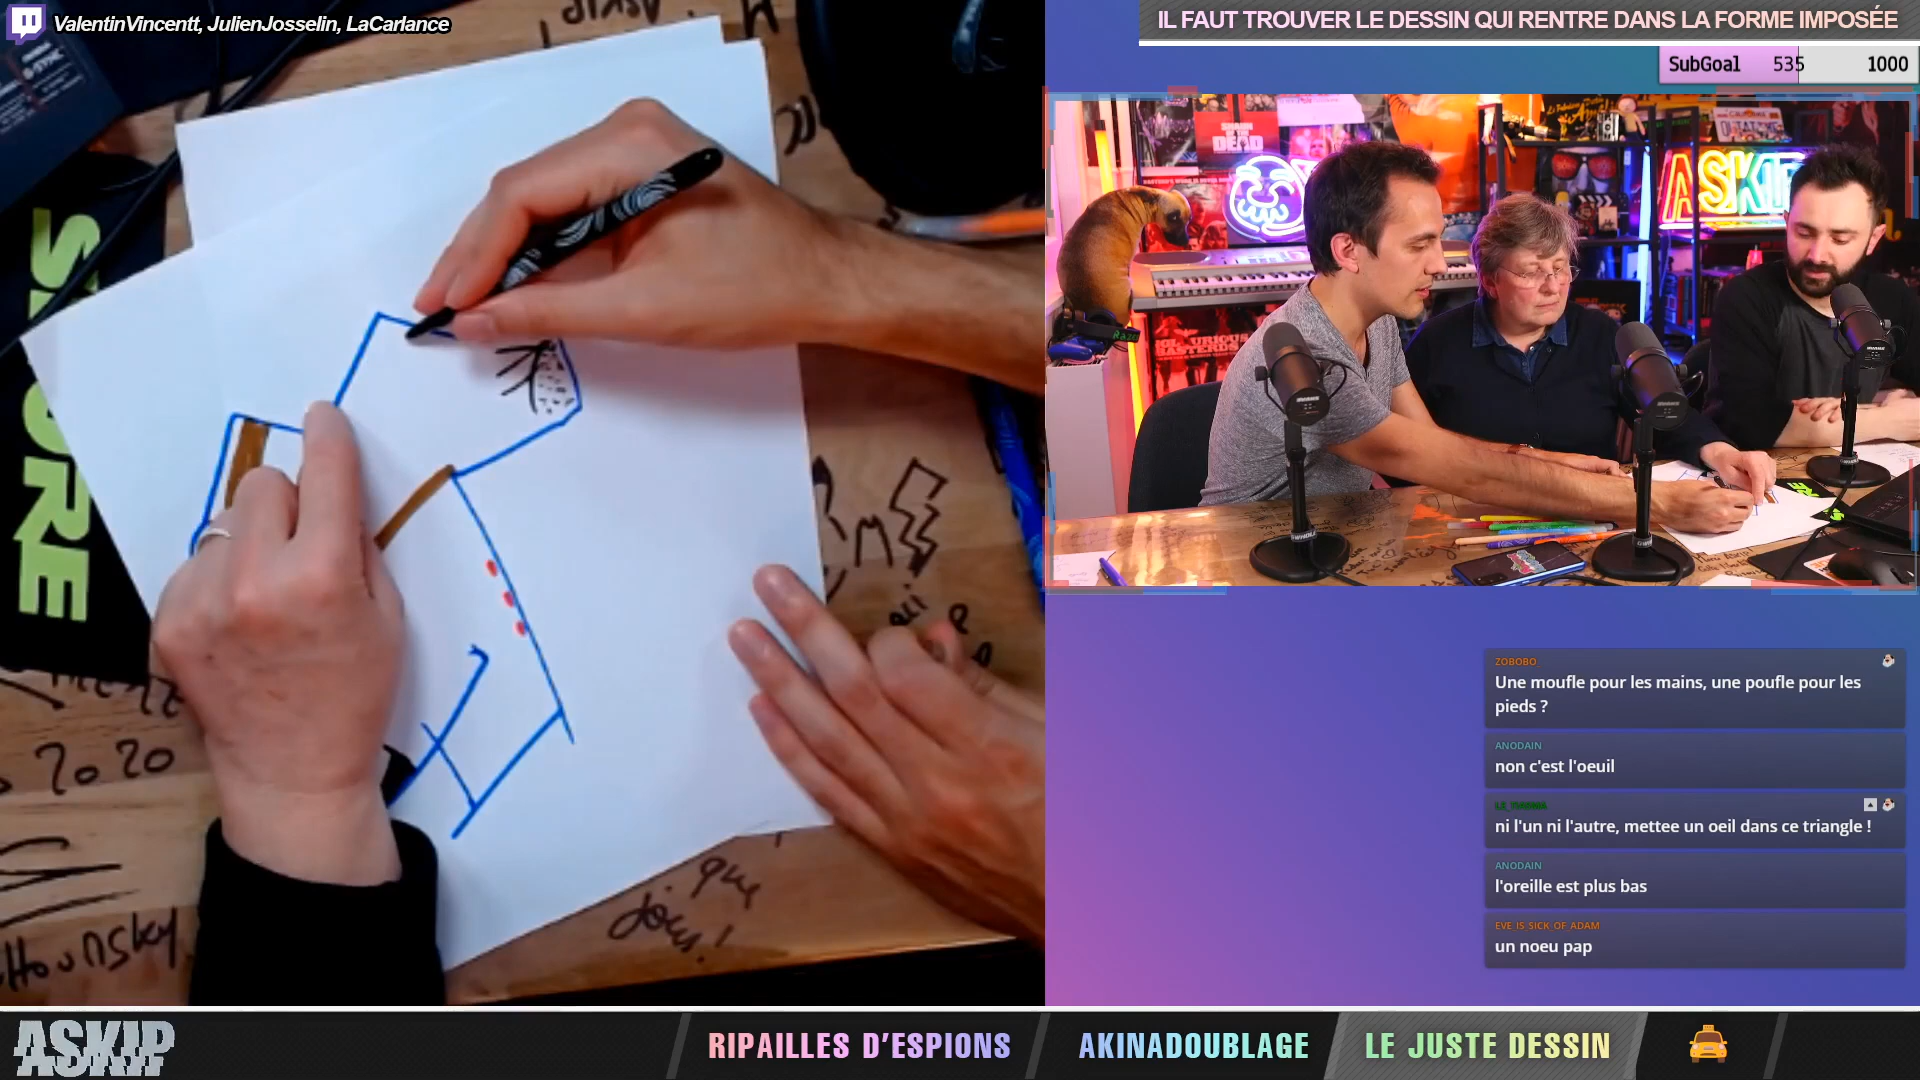 ValentinVincentt, JulienJosselin, LaCarlance
IL FAUT TROUVER LE DESSIN QUI RENTRE DANS LA FORME IMPOSÉE
SubGoal 535 1000
SHAUN
DEAD
ASKI
ZOBOBO
Une moufle pour les mains, une poufle pour les
pieds ?
ANODAIN
non c'est l'oeuil
ni l'un ni l'autre, mettee un oeil dans ce triangle !
ANODAIN
l'oreille est plus bas
EVE IS SICK OF ADAM
un noeu pap
2020
ASKIP
RIPAILLES D'ESPIONS
AKINADOUBLAGE
LE JUSTE DESSIN